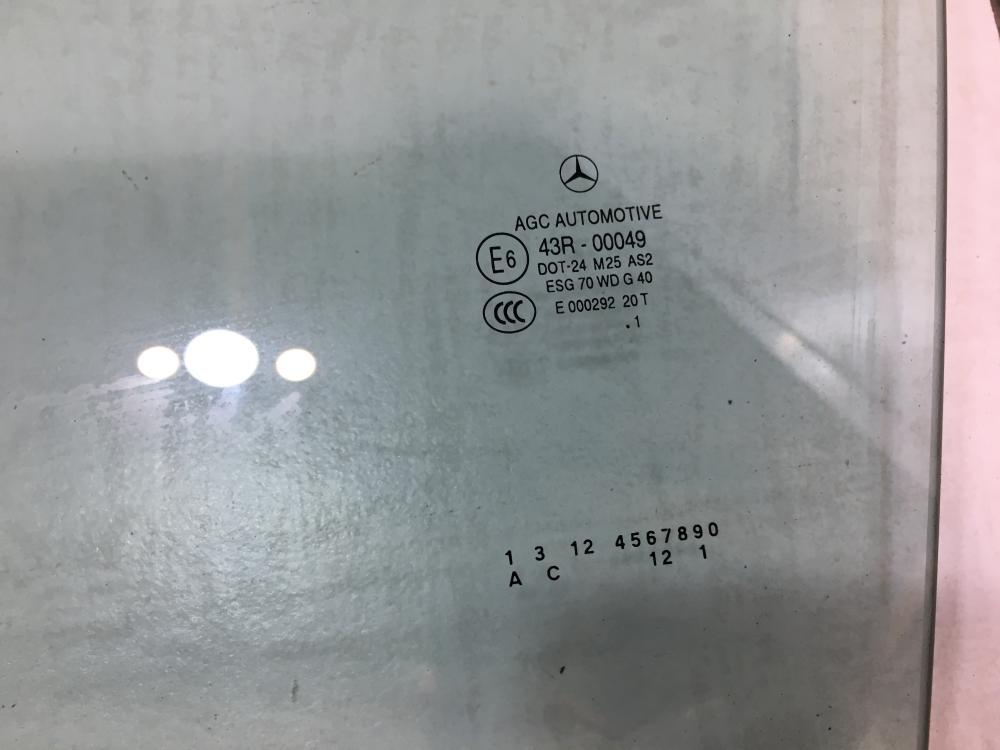 AGC AUTOMOTIVE
E6 43R - 00049
DOT-24 M25 AS2
ESG 70 WD G 40
CCC E 000292 20 T
. 1
1 3 12 4567890
A C 12 1